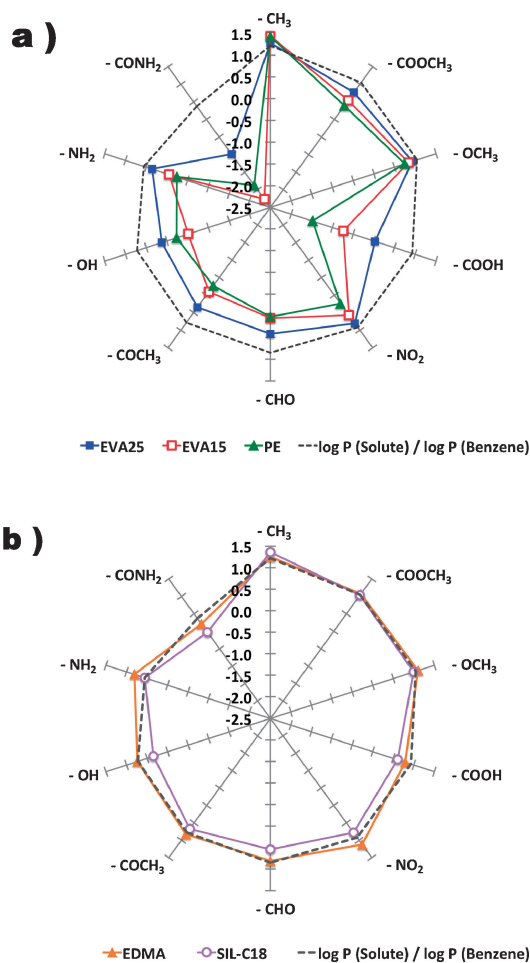 a )
- CH3
1.5
1.0
0.5
0.0
-0.5
-1.0
-1.5
-2.0
-2.5
- COOCH3
- OCH3
- COOH
- NO2
- CHO
- COCH3
- OH
- NH2
- CONH2
EVA25 EVA15 PE log P (Solute) / log P (Benzene)
b )
- CH3
1.5
1.0
0.5
0.0
-0.5
-1.0
-1.5
-2.0
-2.5
- COOCH3
- OCH3
- COOH
- NO2
- CHO
- COCH3
- OH
- NH2
- CONH2
EDMA SIL-C18 log P (Solute) / log P (Benzene)